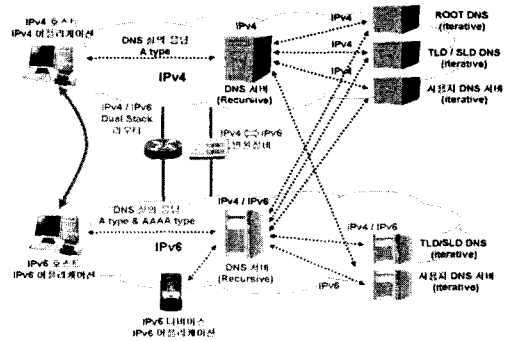 IPv4 호스트
IPv4 어플리케이션
DNS 질의 응답
A type
IPv4
IPv4
DNS 서버
(Recursive)
IPv4
IPv4
IPv4
ROOT DNS
(iterative)
TLD / SLD DNS
(iterative)
사용자 DNS 서버
(iterative)
IPv4 / IPv6
Dual Stack
라우터
IPv4 ⇔ IPv6
변환장비
DNS 질의 응답
A type & AAAA type
IPv6
IPv6 호스트
IPv6 어플리케이션
IPv4 / IPv6
DNS 서버
(Recursive)
IPv4 / IPv6
IPv6
TLD/SLD DNS
(iterative)
사용자 DNS 서버
(iterative)
IPv6 디바이스
IPv6 어플리케이션